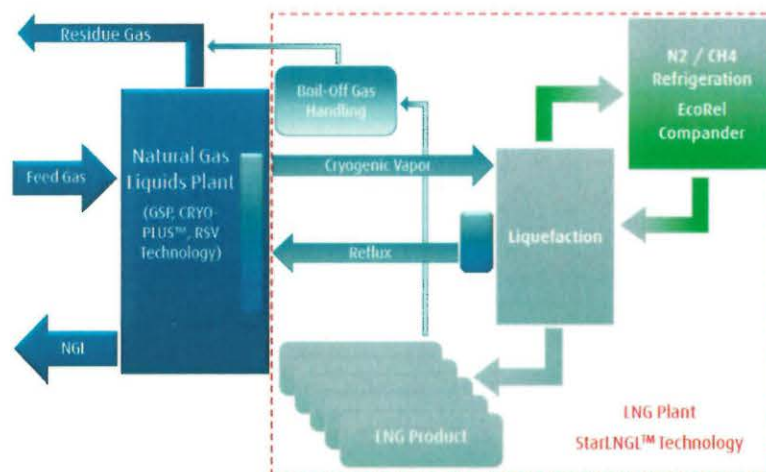 Residue Gas
Boil-Off Gas
Handling
N2 / CH4
Refrigeration
EcoRel
Compander
Natural Gas
Liquids Plant
(GSP, CRYO-
PLUS™, RSV
Technology)
Feed Gas
Cryogenic Vapor
Liquefaction
Reflux
NGL
LNG Product
LNG Plant
StarLNGL™ Technology